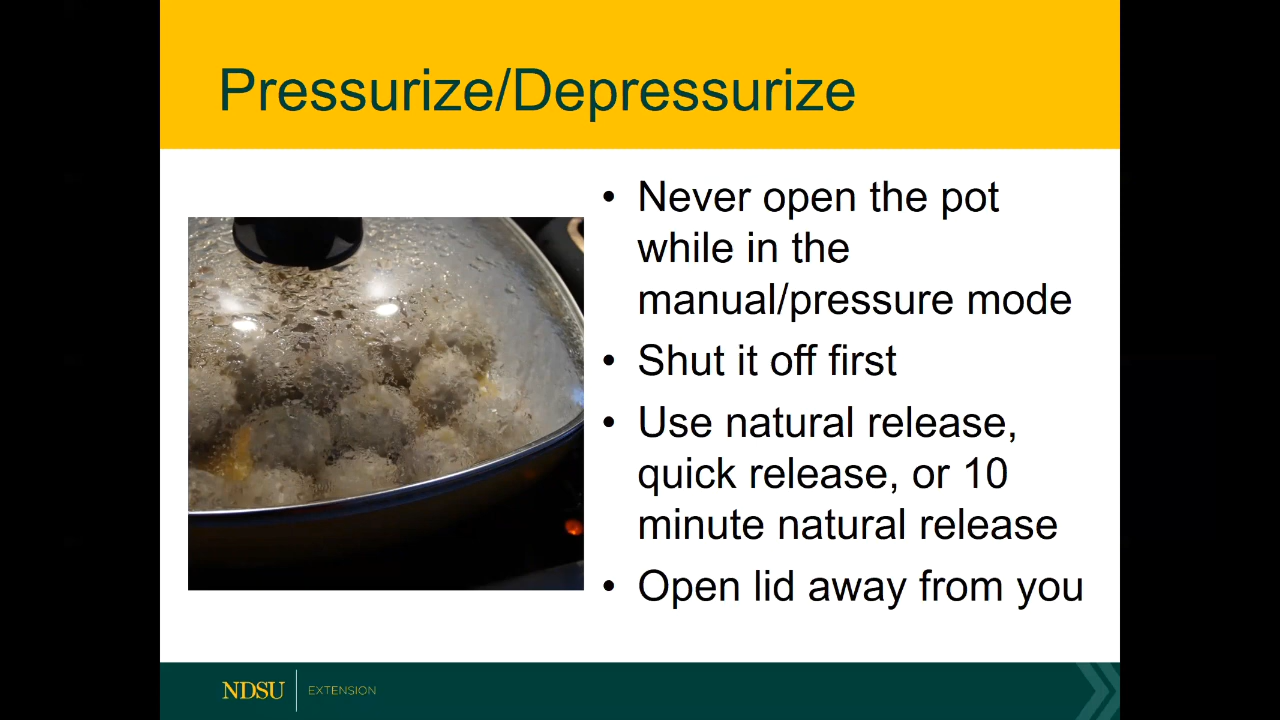 Pressurize/Depressurize
• Never open the pot
while in the
manual/pressure mode
• Shut it off first
• Use natural release,
quick release, or 10
minute natural release
• Open lid away from you
NDSU EXTENSION